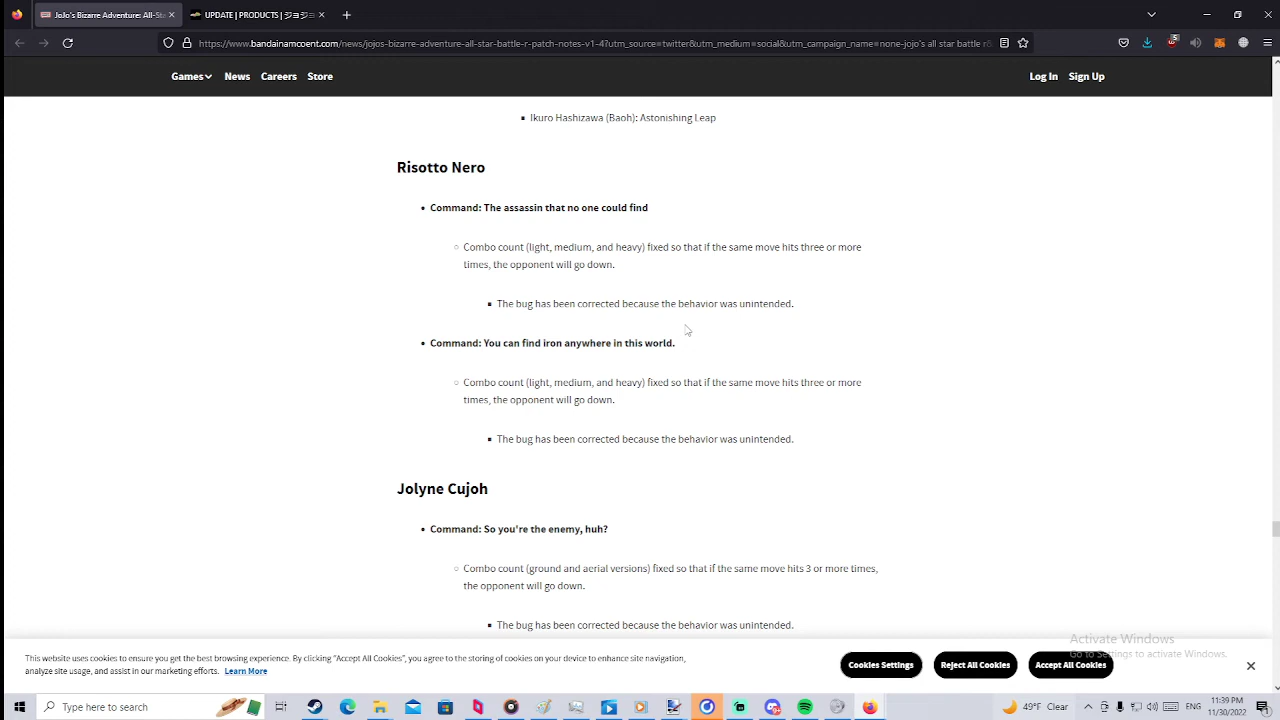 Jojo's Bizarre Adventure: All-Sta
UPDATE | PRODUCTS |
https://www.bandainamcoent.com/news/jojos-bizarre-adventure-all-star-battle-r-patch-notes-v1-4?utm_source=twitter&utm_medium=social&utm_campaign_name=none-jojo's all star battle r
Games News Careers Store
Log In Sign Up
▪ Ikuro Hashizawa (Baoh): Astonishing Leap
Risotto Nero
• Command: The assassin that no one could find
○ Combo count (light, medium, and heavy) fixed so that if the same move hits three or more
times, the opponent will go down.
▪ The bug has been corrected because the behavior was unintended.
• Command: You can find iron anywhere in this world.
○ Combo count (light, medium, and heavy) fixed so that if the same move hits three or more
times, the opponent will go down.
▪ The bug has been corrected because the behavior was unintended.
Jolyne Cujoh
• Command: So you're the enemy, huh?
○ Combo count (ground and aerial versions) fixed so that if the same move hits 3 or more times,
the opponent will go down.
▪ The bug has been corrected because the behavior was unintended.
Activate Windows
Go to Settings to activate Windows.
This website uses cookies to ensure you get the best browsing experience. By clicking "Accept All Cookies", you agree to the storing of cookies on your device to enhance site navigation,
analyze site usage, and assist in our marketing efforts. Learn More
Cookies Settings Reject All Cookies Accept All Cookies
Type here to search
49°F Clear
ENG
11:39 PM
11/30/2022